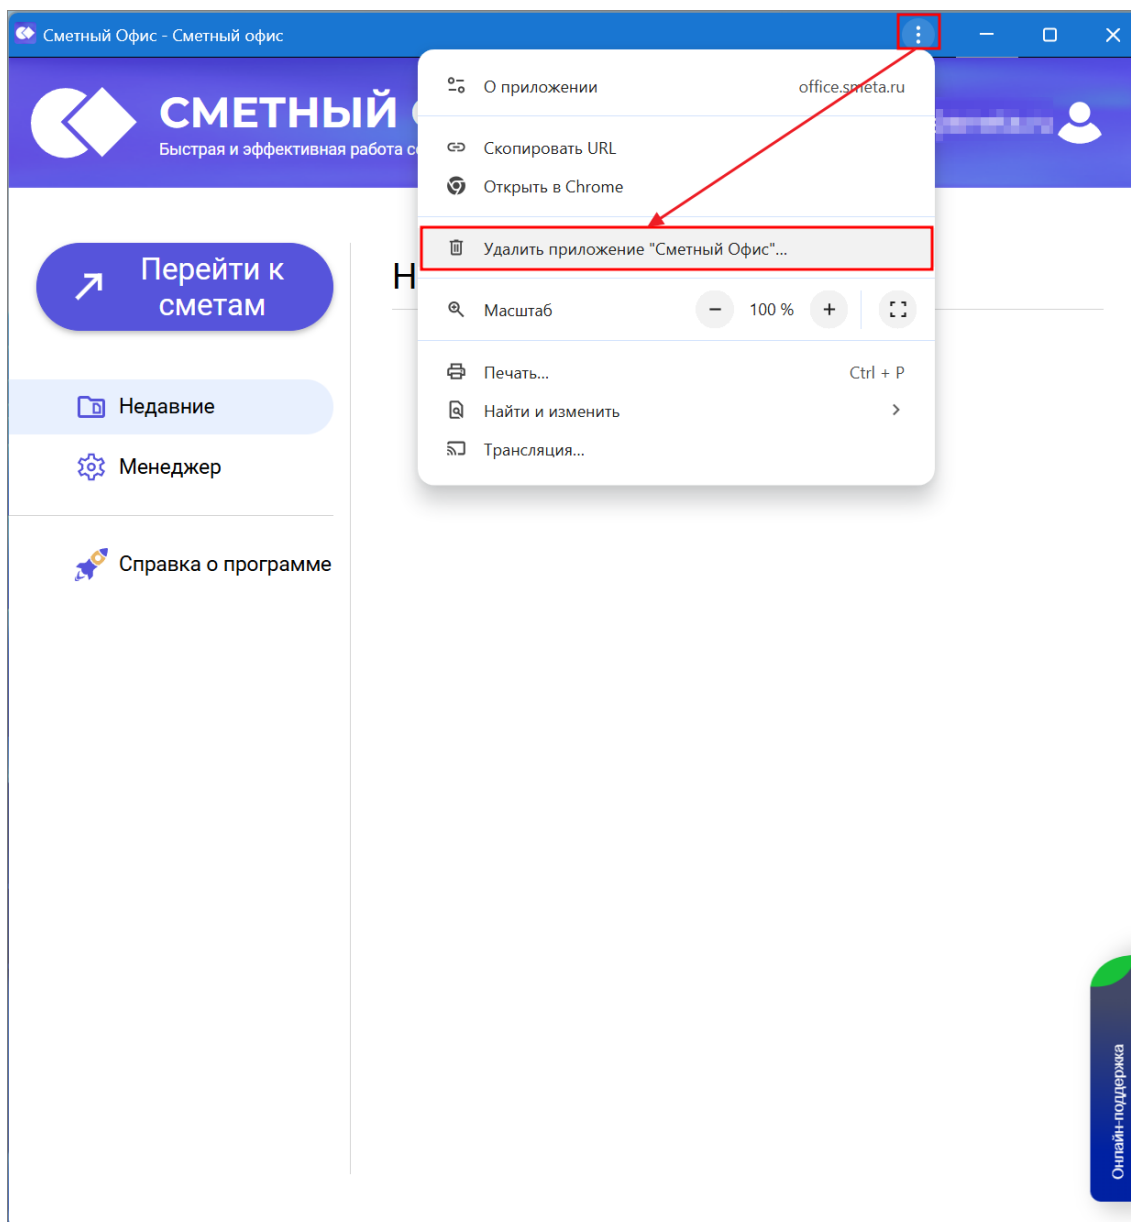 Сметный Офис - Сметный офис
СМЕТНЫЙ
Быстрая и эффективная работа
О приложении office.smeta.ru
Скопировать URL
Открыть в Chrome
Удалить приложение "Сметный Офис"...
Масштаб − 100 % +
Печать... Ctrl + P
Найти и изменить
Трансляция...
Перейти к
сметам
Недавние
Менеджер
Справка о программе
Н
Онлайн-поддержка